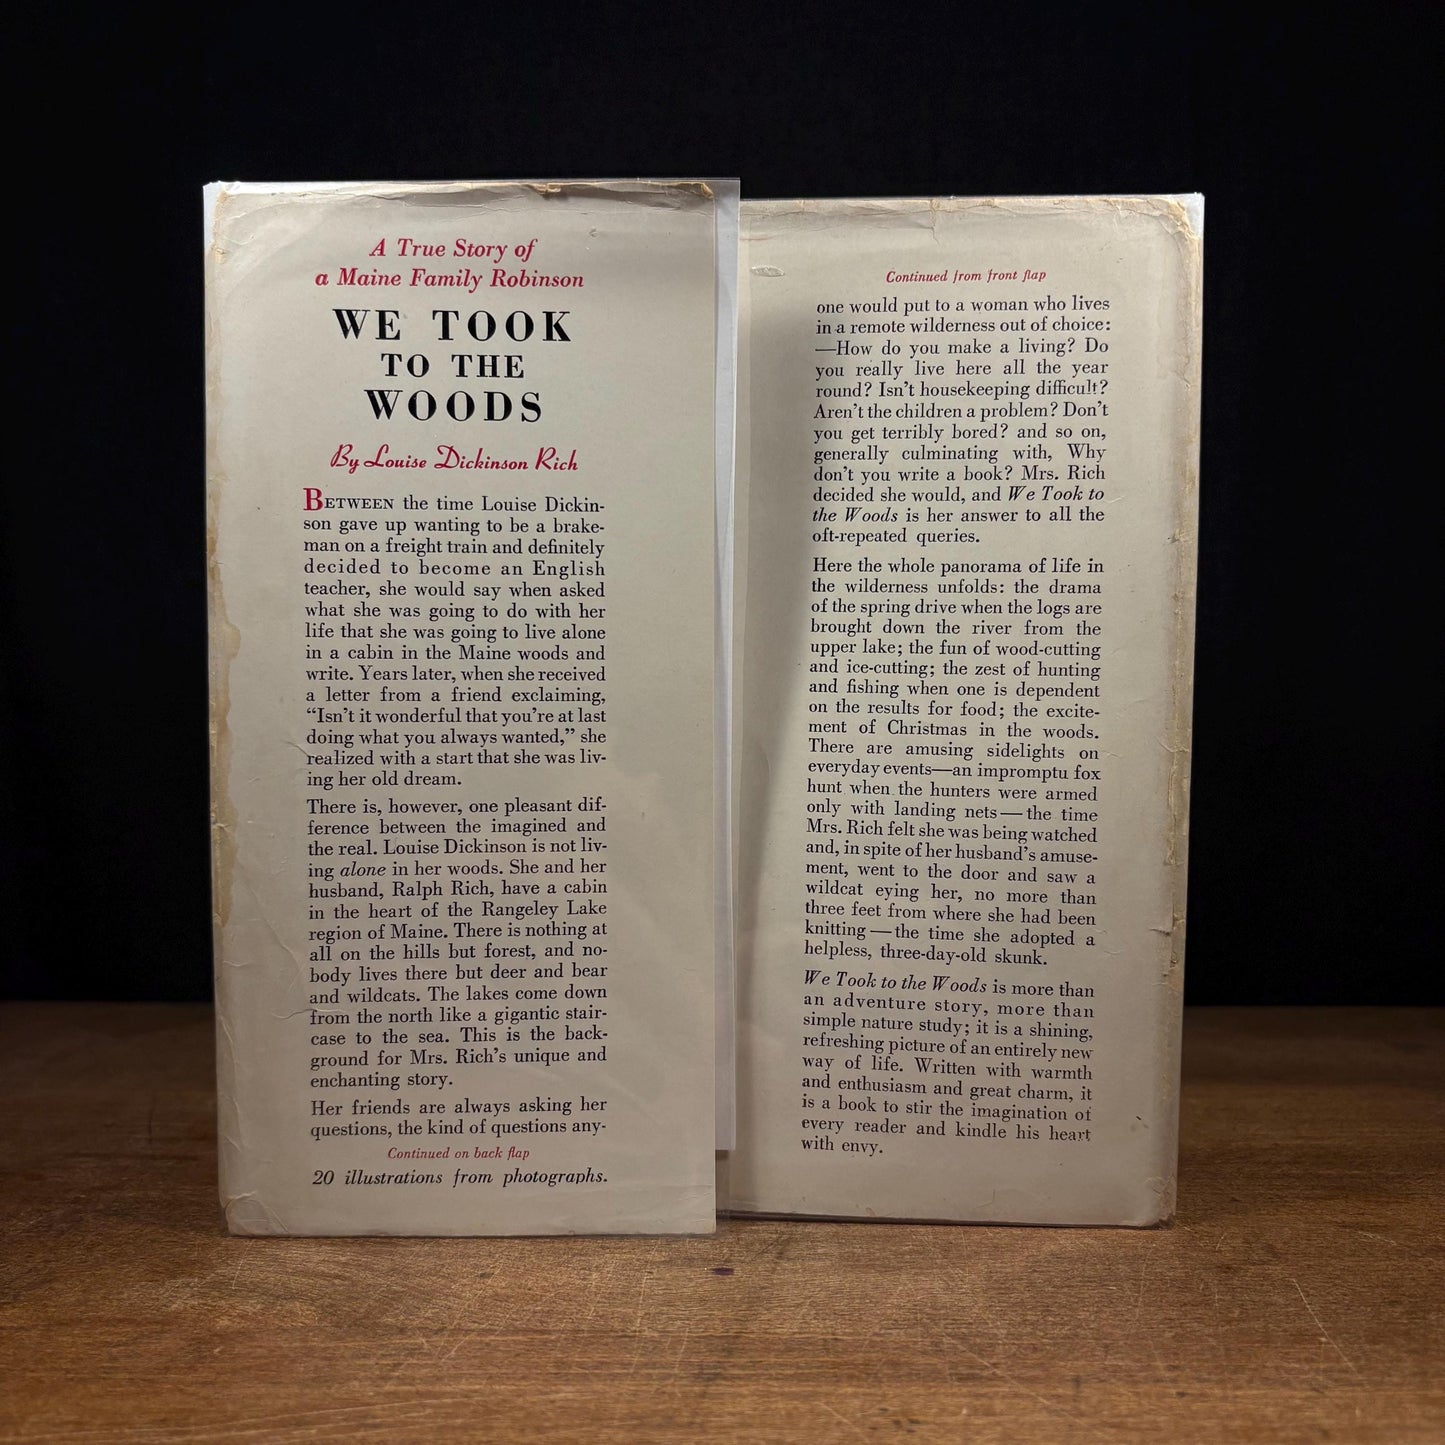 A True Story of
a Maine Family Robinson
WE TOOK
TO THE
WOODS
By Louise Dickinson Rich
BETWEEN the time Louise Dickin-
son gave up wanting to be a brake-
man on a freight train and definitely
decided to become an English
teacher, she would say when asked
what she was going to do with her
life that she was going to live alone
in a cabin in the Maine woods and
write. Years later, when she received
a letter from a friend exclaiming,
“Isn’t it wonderful that you’re at last
doing what you always wanted,” she
realized with a start that she was liv-
ing her old dream.
There is, however, one pleasant dif-
ference between the imagined and
the real. Louise Dickinson is not liv-
ing alone in her woods. She and her
husband, Ralph Rich, have a cabin
in the heart of the Rangeley Lake
region of Maine. There is nothing at
all on the hills but forest, and no-
body lives there but deer and bear
and wildcats. The lakes come down
from the north like a gigantic stair-
case to the sea. This is the back-
ground for Mrs. Rich’s unique and
enchanting story.
Her friends are always asking her
questions, the kind of questions any-
Continued on back flap
20 illustrations from photographs.
Continued from front flap
one would put to a woman who lives
in a remote wilderness out of choice:
—How do you make a living? Do
you really live here all the year
round? Isn’t housekeeping difficult?
Aren’t the children a problem? Don’t
you get terribly bored? and so on,
generally culminating with, Why
don’t you write a book? Mrs. Rich
decided she would, and We Took to
the Woods is her answer to all the
oft-repeated queries.
Here the whole panorama of life in
the wilderness unfolds: the drama
of the spring drive when the logs are
brought down the river from the
upper lake; the fun of wood-cutting
and ice-cutting; the zest of hunting
and fishing when one is dependent
on the results for food; the excite-
ment of Christmas in the woods.
There are amusing sidelights on
everyday events—an impromptu fox
hunt when the hunters were armed
only with landing nets—the time
Mrs. Rich felt she was being watched
and, in spite of her husband’s amuse-
ment, went to the door and saw a
wildcat eying her, no more than
three feet from where she had been
knitting—the time she adopted a
helpless, three-day-old skunk.
We Took to the Woods is more than
an adventure story, more than
simple nature study; it is a shining,
refreshing picture of an entirely new
way of life. Written with warmth
and enthusiasm and great charm, it
is a book to stir the imagination of
every reader and kindle his heart
with envy.